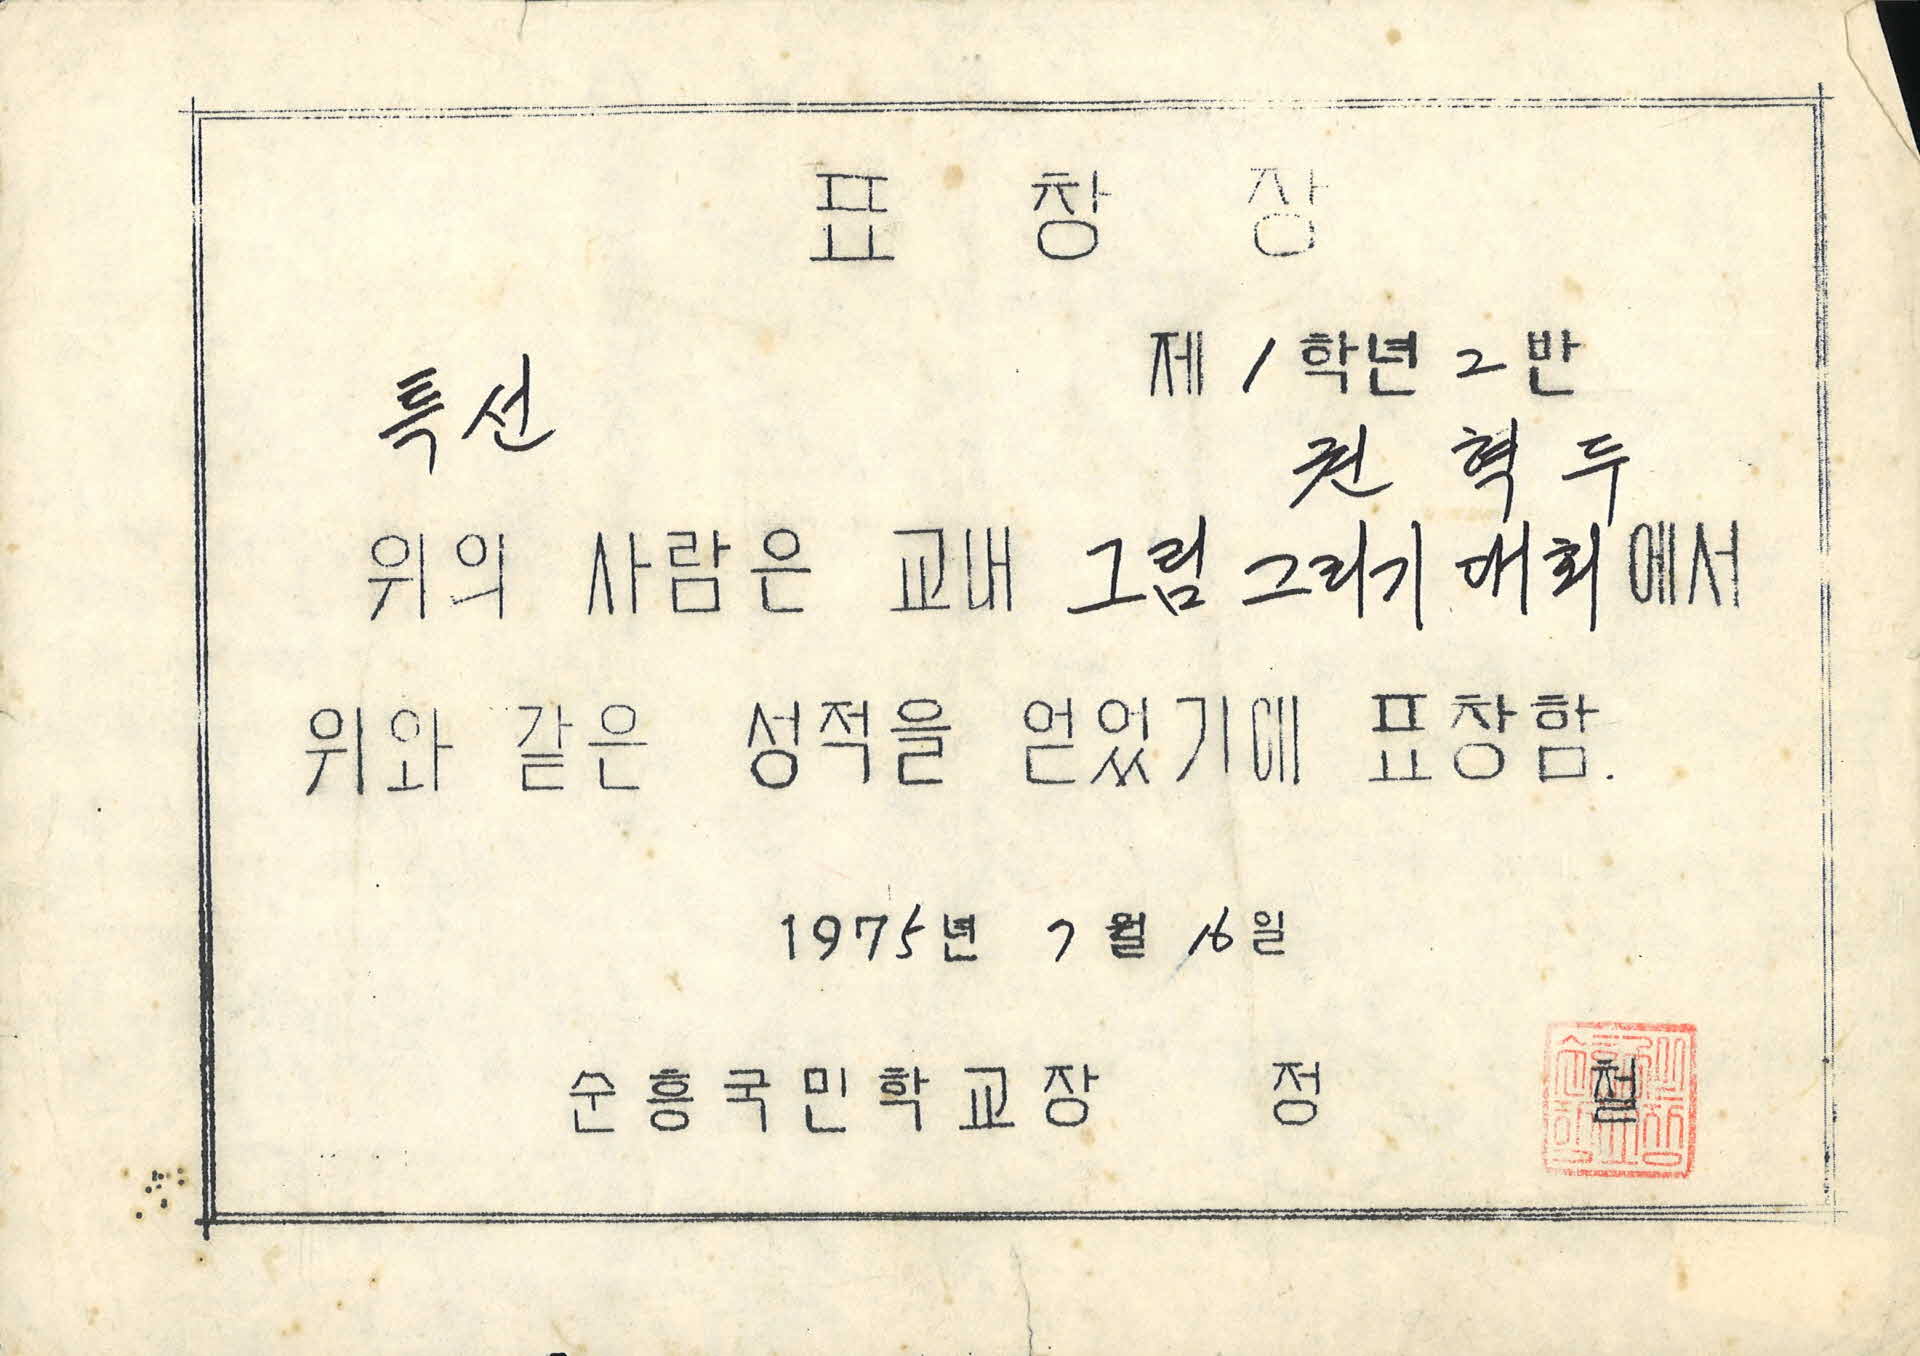 표 창 장
제 1 학년 2 반
특선
권 혁 두
위의 사람은 교내 그림 그리기 대회에서
위와 같은 성적을 얻었기에 표창함.
1975년 7월 16일
순흥국민학교장 정 철